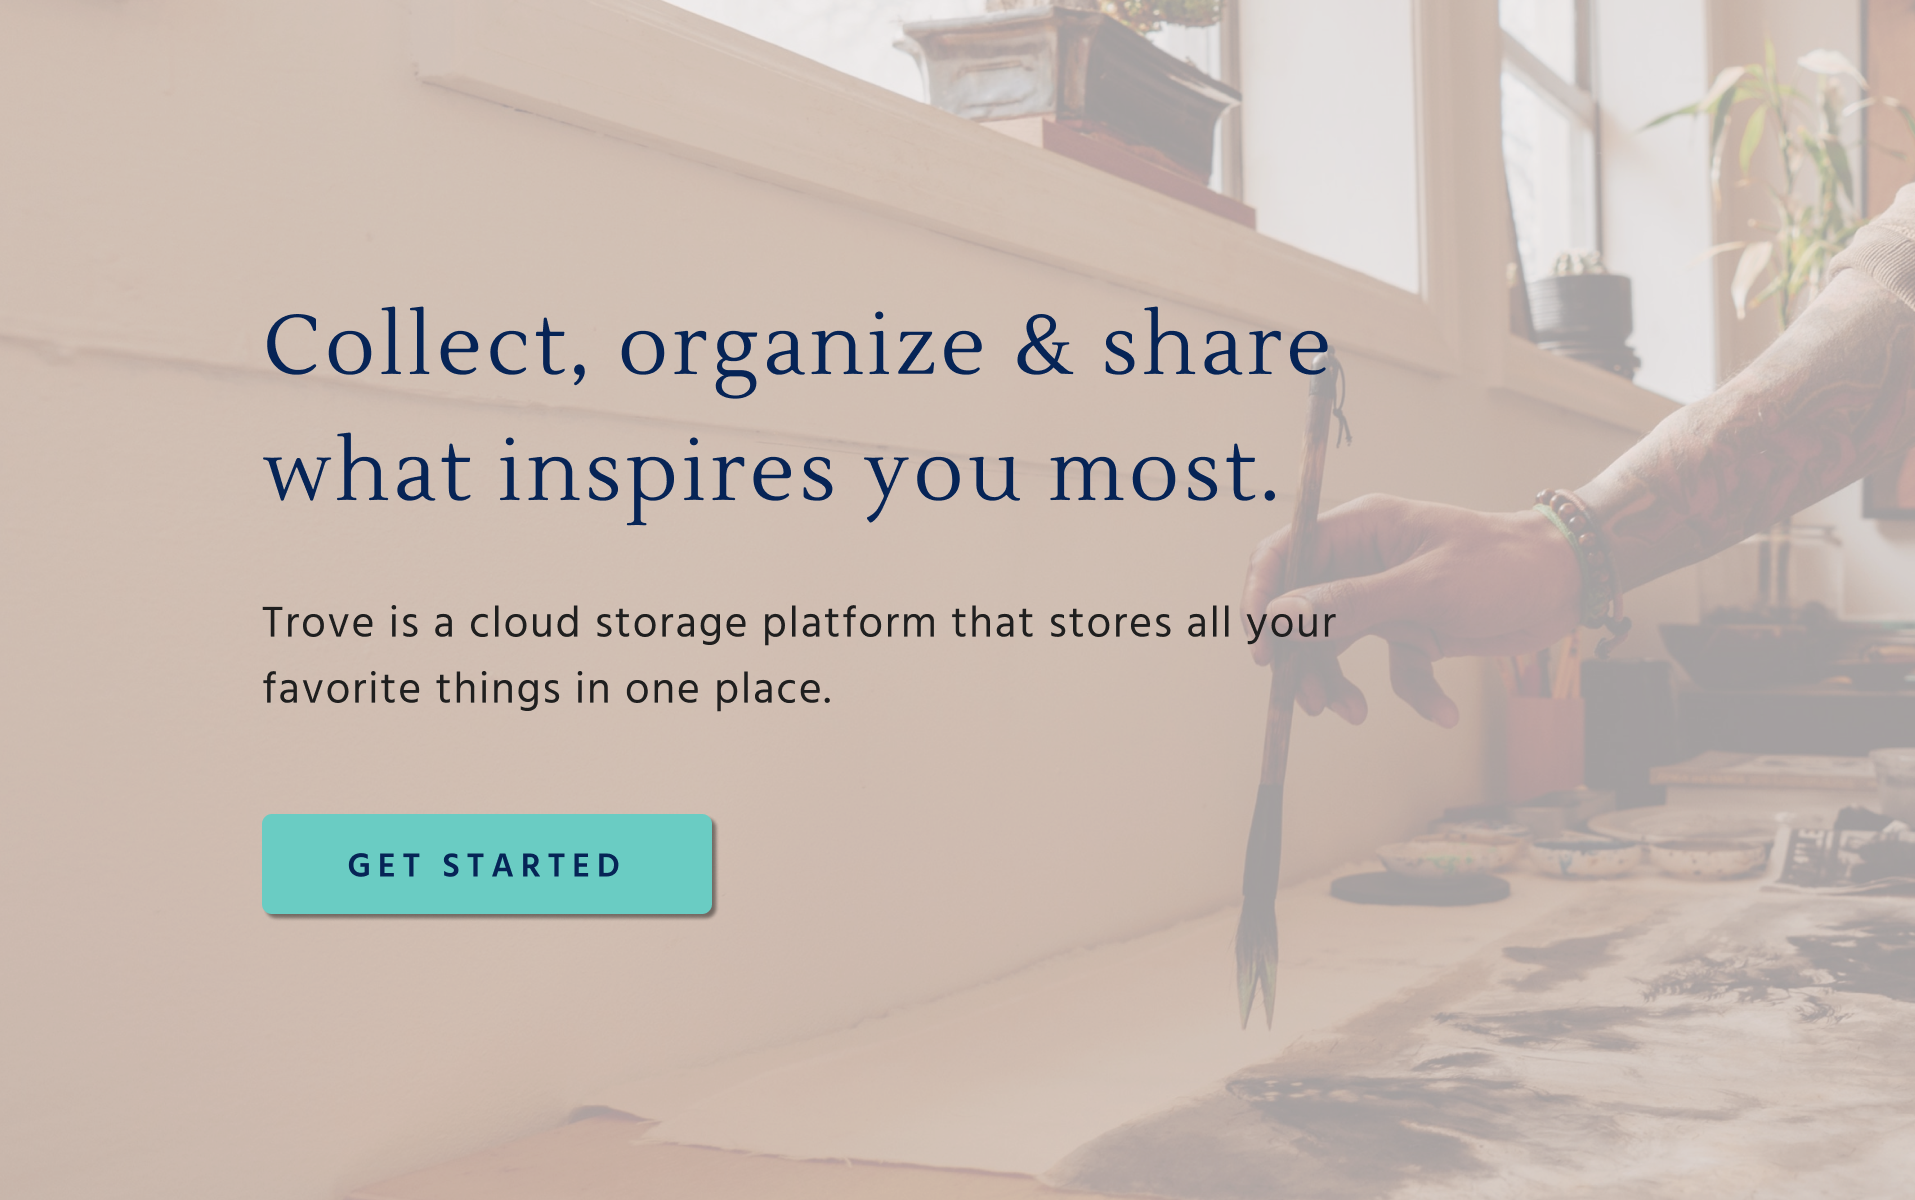 Collect, organize & share
what inspires you most.
Trove is a cloud storage platform that stores all your
favorite things in one place.
GET STARTED